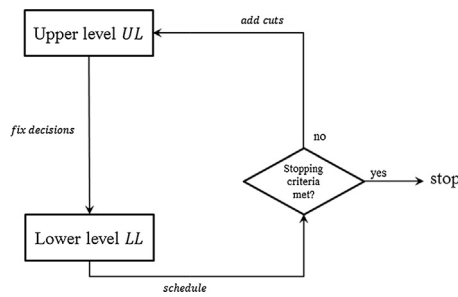 Upper level UL
add cuts
fix decisions
no
Stopping
criteria
met?
yes
stop
Lower level LL
schedule